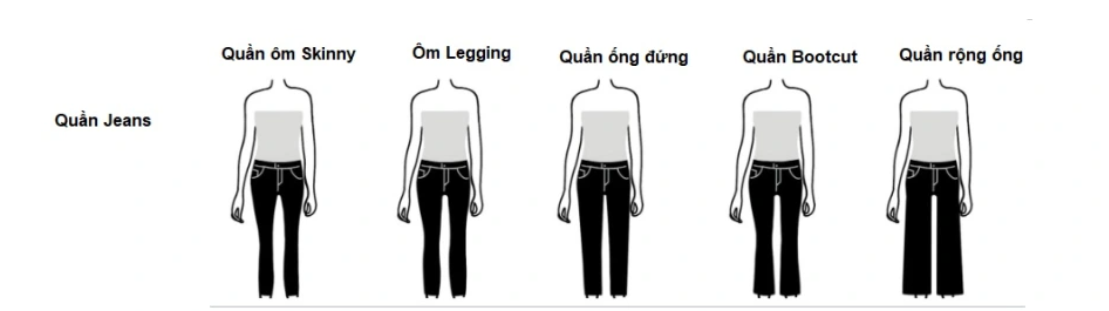 Quần ôm Skinny
Ôm Legging
Quần ống đứng
Quần Bootcut
Quần rộng ống
Quần Jeans